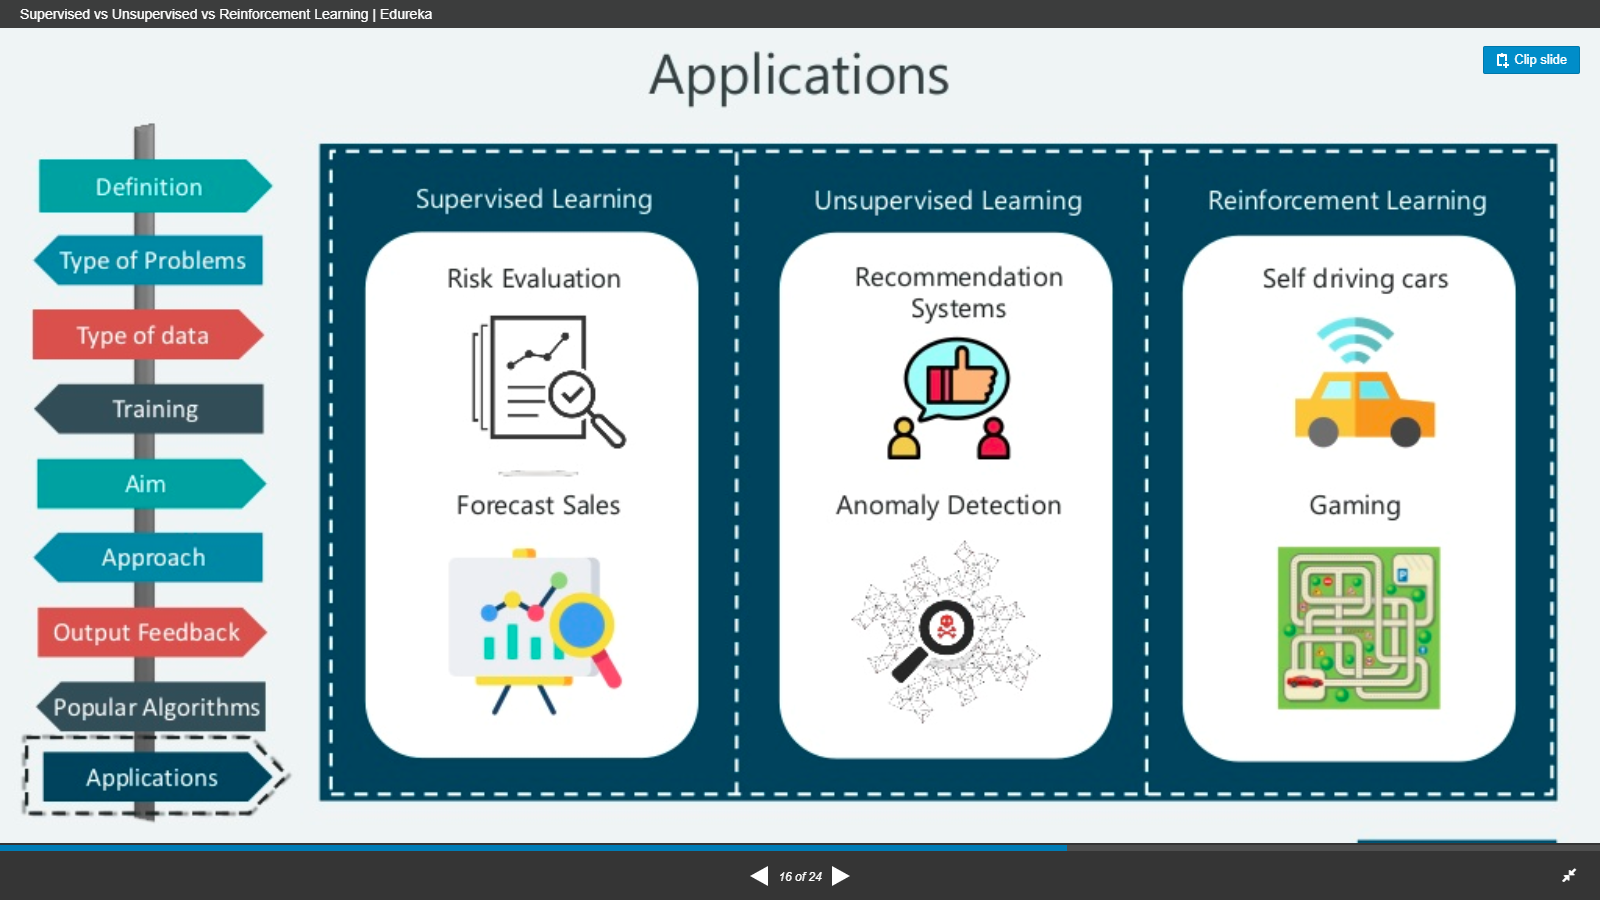 Supervised vs Unsupervised vs Reinforcement Learning | Edureka
Applications
Clip slide
Definition
Type of Problems
Type of data
Training
Aim
Approach
Output Feedback
Popular Algorithms
Applications
Supervised Learning
Risk Evaluation
Forecast Sales
Unsupervised Learning
Recommendation
Systems
Anomaly Detection
Reinforcement Learning
Self driving cars
Gaming
P
16 of 24